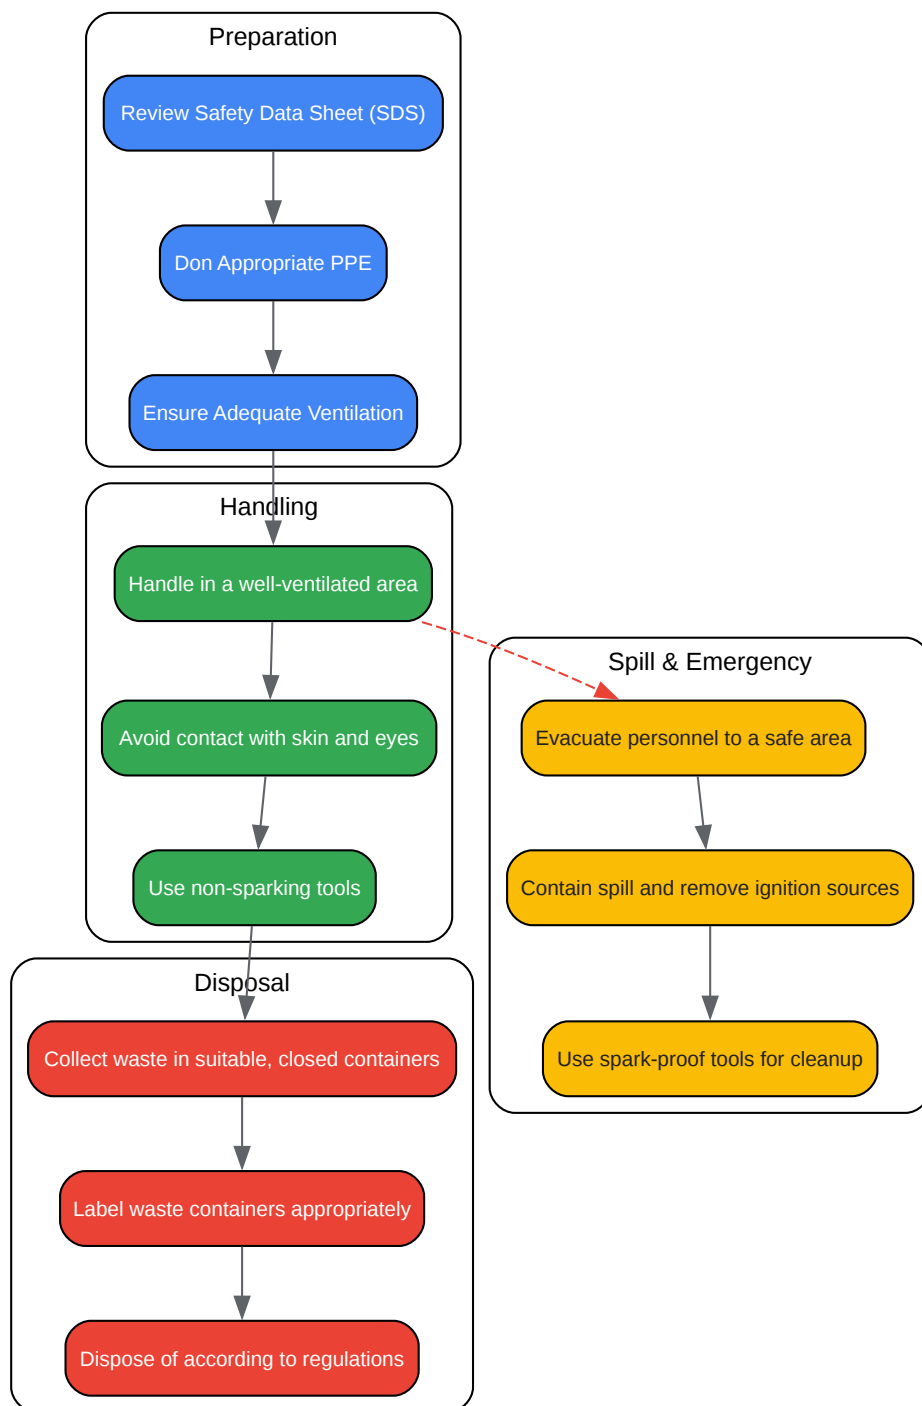 Preparation
Review Safety Data Sheet (SDS)
Don Appropriate PPE
Ensure Adequate Ventilation
Handling
Handle in a well-ventilated area
Avoid contact with skin and eyes
Use non-sparking tools
Spill & Emergency
Evacuate personnel to a safe area
Contain spill and remove ignition sources
Use spark-proof tools for cleanup
Disposal
Collect waste in suitable, closed containers
Label waste containers appropriately
Dispose of according to regulations